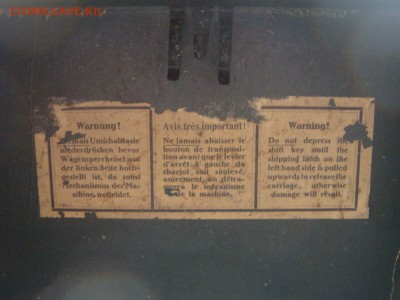 Warnung!
Niemals Umschalttaste
niederdrücken bevor
Wagensperrhebel auf
der linken Seite hoch-
gestellt ist, da sonst
Mechanismus der Ma-
schine notleidet.
Avis très important!
Ne jamais abaisser le
bouton de transposi-
tion avant que le levier
d'arrêt à gauche du
chariot soit soulevé,
autrement, on détra-
quera le mécanisme
de la machine.
Warning!
Do not depress the
shift key until the
shipping latch on the
left hand side is pulled
upwards to release the
carriage, otherwise
damage will result.